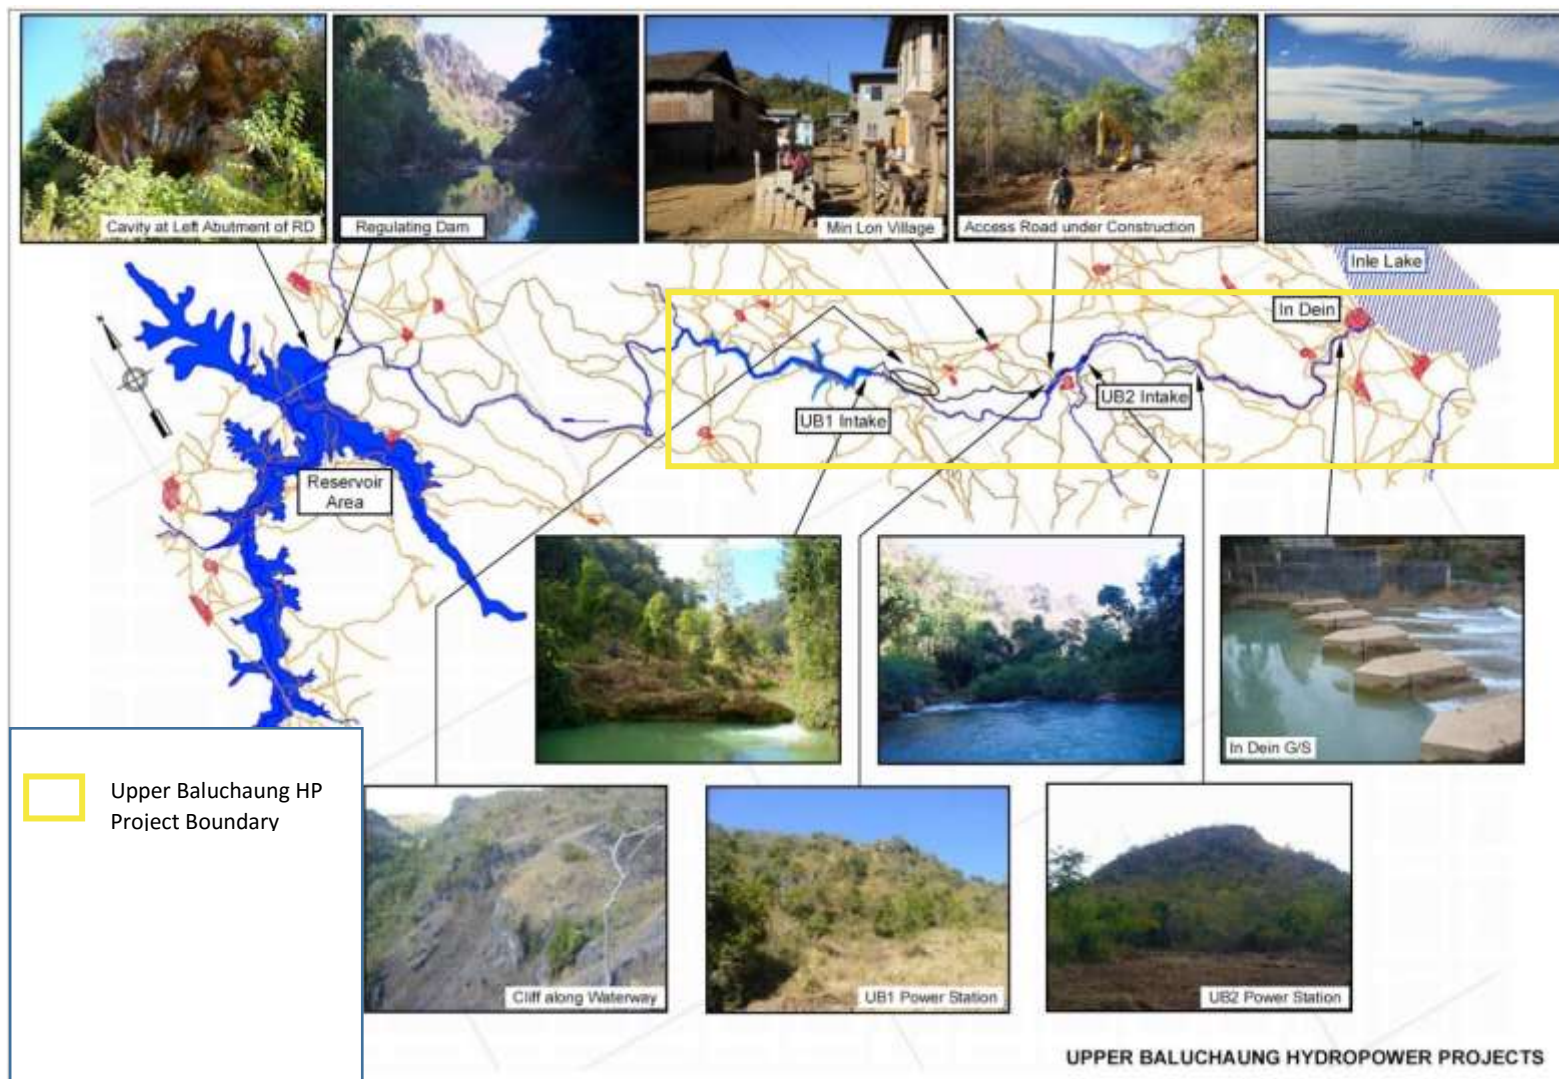 Cavity at Left Abutment of RD
Regulating Dam
Min Lon Village
Access Road under Construction
Inle Lake
In Dein
UB1 Intake
UB2 Intake
Reservoir
Area
In Dein G/S
Upper Baluchaung HP
Project Boundary
Cliff along Waterway
UB1 Power Station
UB2 Power Station
UPPER BALUCHAUNG HYDROPOWER PROJECTS